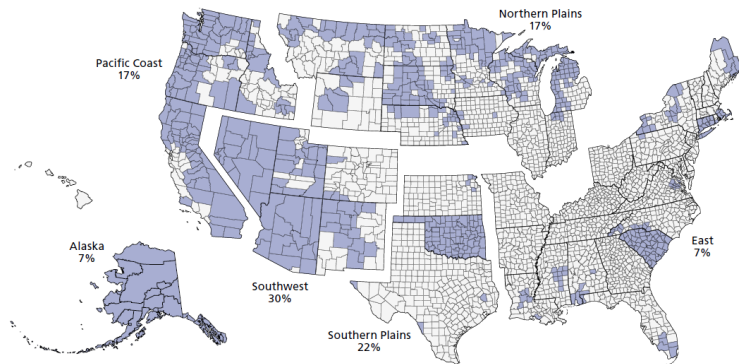 Northern Plains
17%
Pacific Coast
17%
Alaska
7%
East
7%
Southwest
30%
Southern Plains
22%